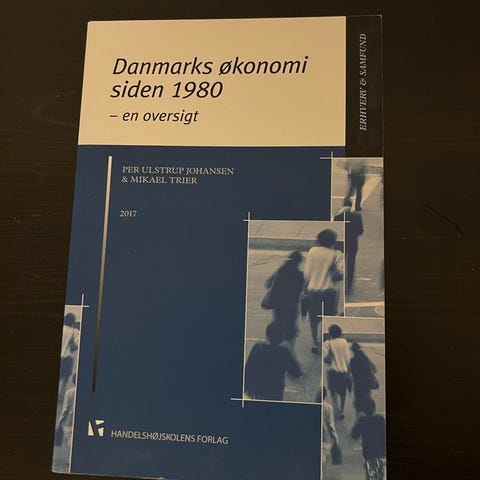 Danmarks økonomi
siden 1980
– en oversigt
ERHVERV & SAMFUND
PER ULSTRUP JOHANSEN
& MIKAEL TRIER
2017
HANDELSHØJSKOLENS FORLAG